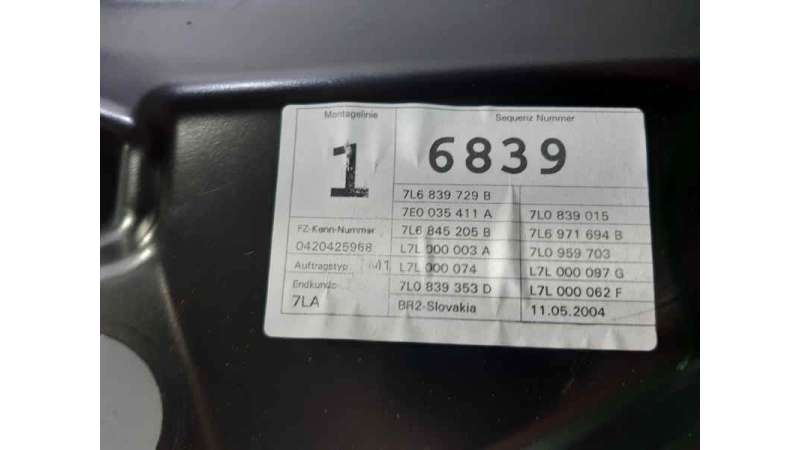 Montagelinie
Sequenz Nummer
1
6839
7L6 839 729 B
7E0 035 411 A
7L0 839 015
FZ-Kenn-Nummer
7L6 845 205 B
7L6 971 694 B
0420425968
L7L 000 003 A
7L0 959 703
Auftragstyp
M1
L7L 000 074
L7L 000 097 G
Endkunde
7L0 839 353 D
L7L 000 062 F
7LA
BR2-Slovakia
11.05.2004